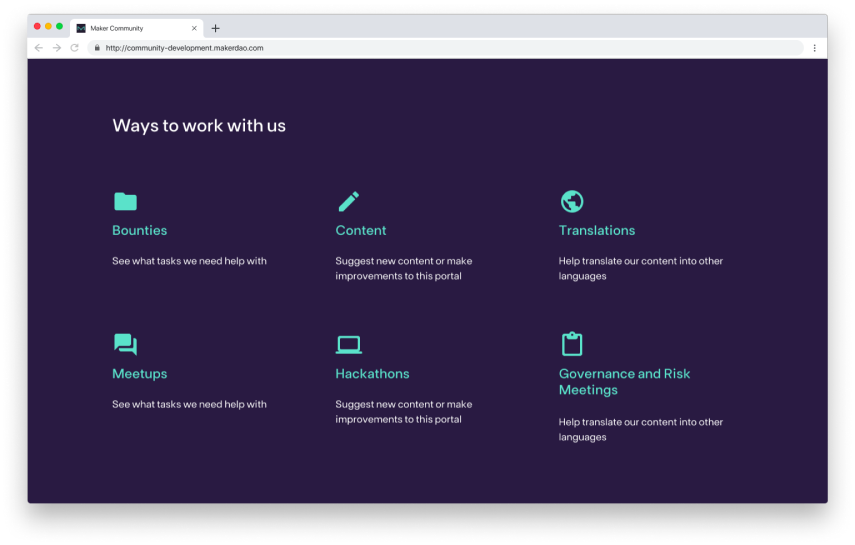 Maker Community
http://community-development.makerdao.com
Ways to work with us
Bounties
See what tasks we need help with
Content
Suggest new content or make
improvements to this portal
Translations
Help translate our content into other
languages
Meetups
See what tasks we need help with
Hackathons
Suggest new content or make
improvements to this portal
Governance and Risk
Meetings
Help translate our content into other
languages